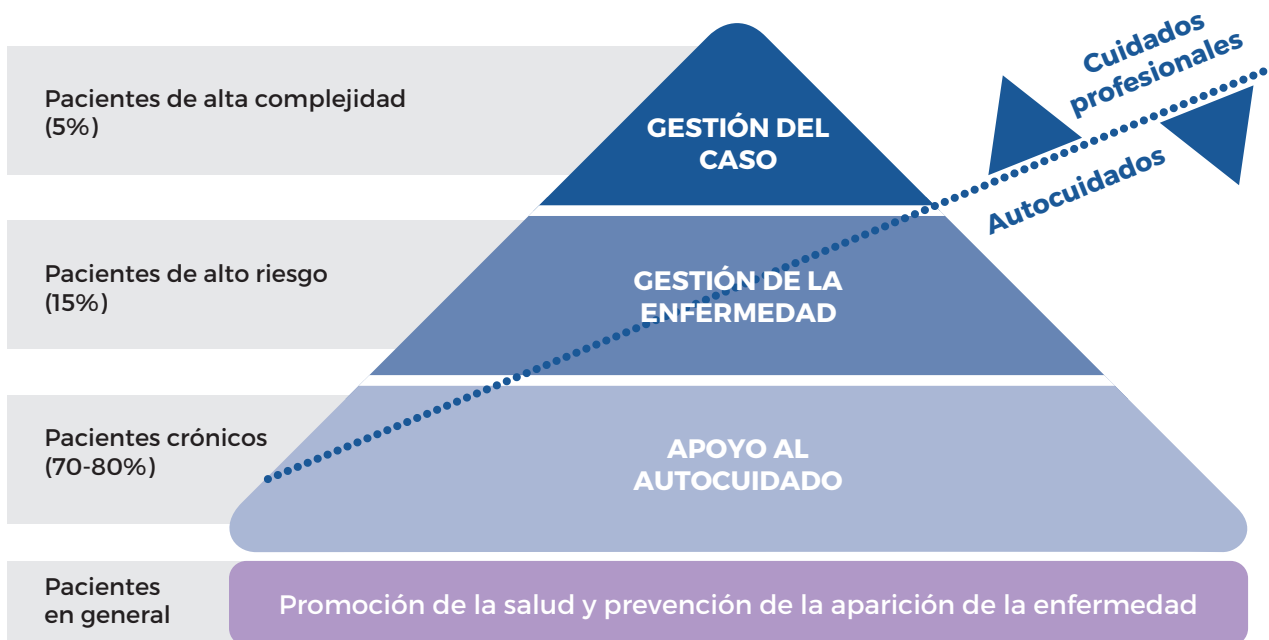 Cuidados
profesionales
Autocuidados
Pacientes de alta complejidad
(5%)
GESTIÓN DEL
CASO
Pacientes de alto riesgo
(15%)
GESTIÓN DE LA
ENFERMEDAD
Pacientes crónicos
(70-80%)
APOYO AL
AUTOCUIDADO
Pacientes
en general
Promoción de la salud y prevención de la aparición de la enfermedad